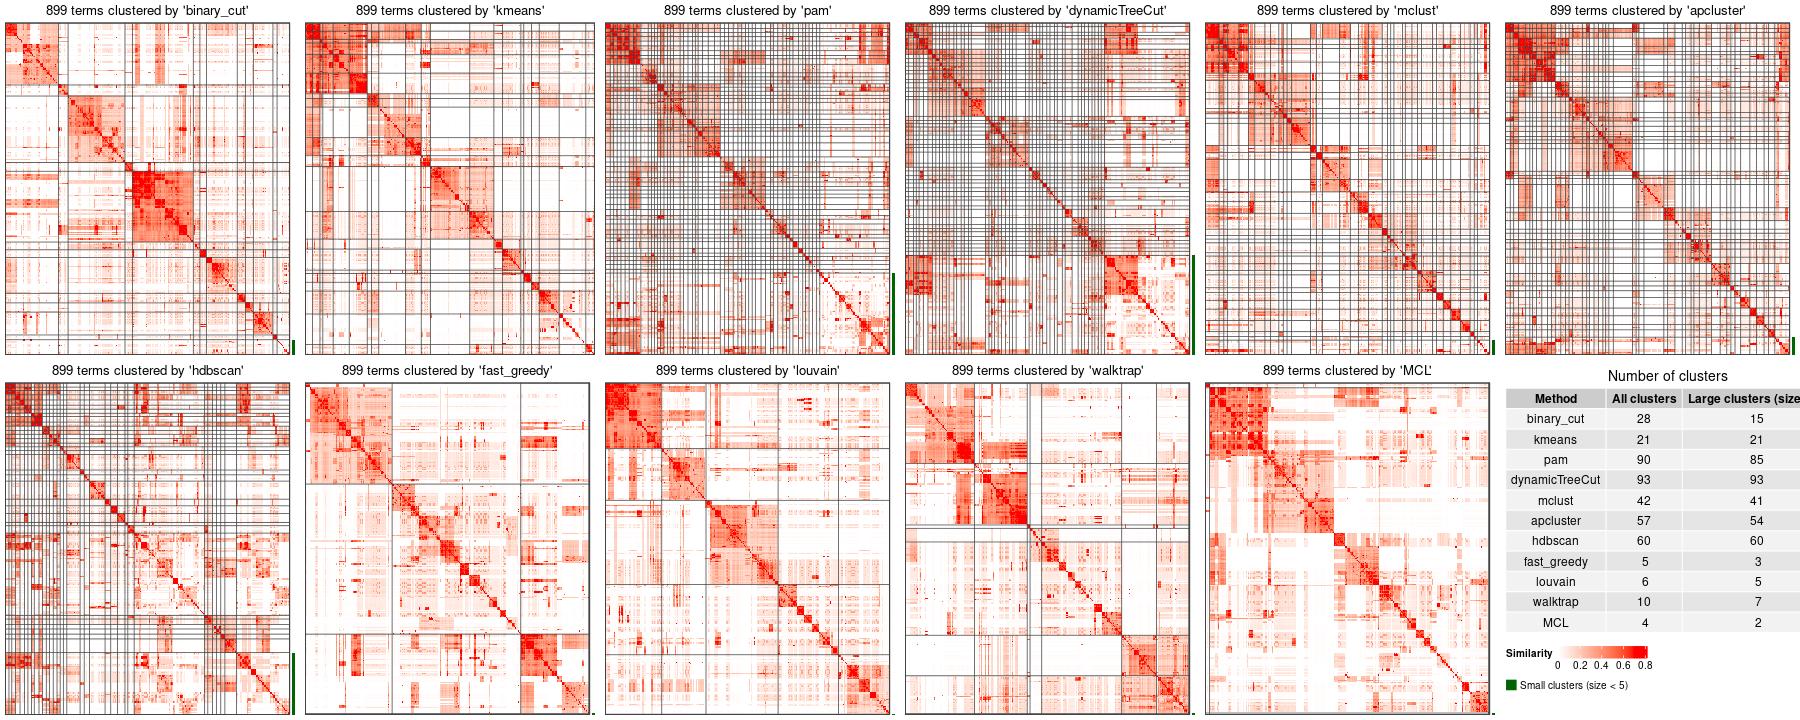 899 terms clustered by 'binary_cut'
899 terms clustered by 'kmeans'
899 terms clustered by 'pam'
899 terms clustered by 'dynamicTreeCut'
899 terms clustered by 'mclust'
899 terms clustered by 'apcluster'
899 terms clustered by 'hdbscan'
899 terms clustered by 'fast_greedy'
899 terms clustered by 'louvain'
899 terms clustered by 'walktrap'
899 terms clustered by 'MCL'
Number of clusters
Method All clusters Large clusters (size
binary_cut 28 15
kmeans 21 21
pam 90 85
dynamicTreeCut 93 93
mclust 42 41
apcluster 57 54
hdbscan 60 60
fast_greedy 5 3
louvain 6 5
walktrap 10 7
MCL 4 2
Similarity
0 0.2 0.4 0.6 0.8
Small clusters (size < 5)